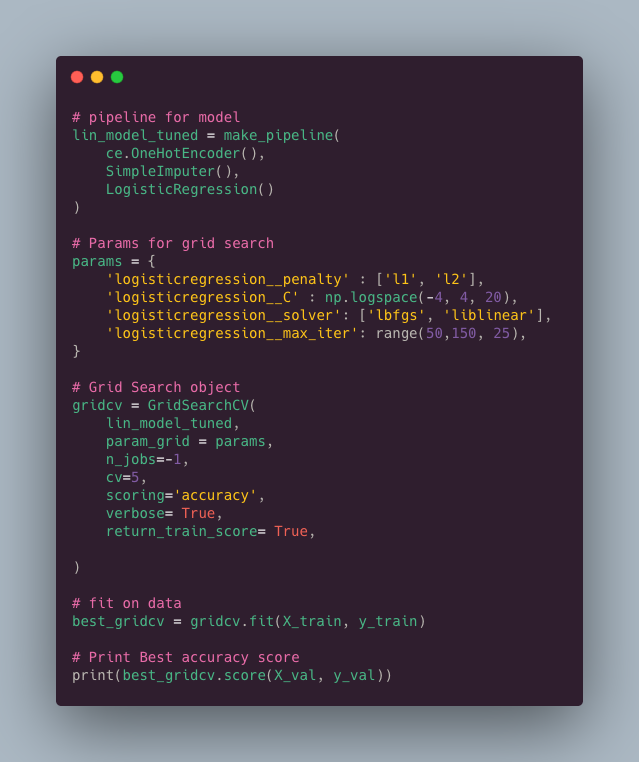 # pipeline for model
lin_model_tuned = make_pipeline(
    ce.OneHotEncoder(),
    SimpleImputer(),
    LogisticRegression()
)

# Params for grid search
params = {
    'logisticregression__penalty' : ['l1', 'l2'],
    'logisticregression__C' : np.logspace(-4, 4, 20),
    'logisticregression__solver': ['lbfgs', 'liblinear'],
    'logisticregression__max_iter': range(50,150, 25),
}

# Grid Search object
gridcv = GridSearchCV(
    lin_model_tuned,
    param_grid = params,
    n_jobs=-1,
    cv=5,
    scoring='accuracy',
    verbose= True,
    return_train_score= True,

)

# fit on data
best_gridcv = gridcv.fit(X_train, y_train)

# Print Best accuracy score
print(best_gridcv.score(X_val, y_val))